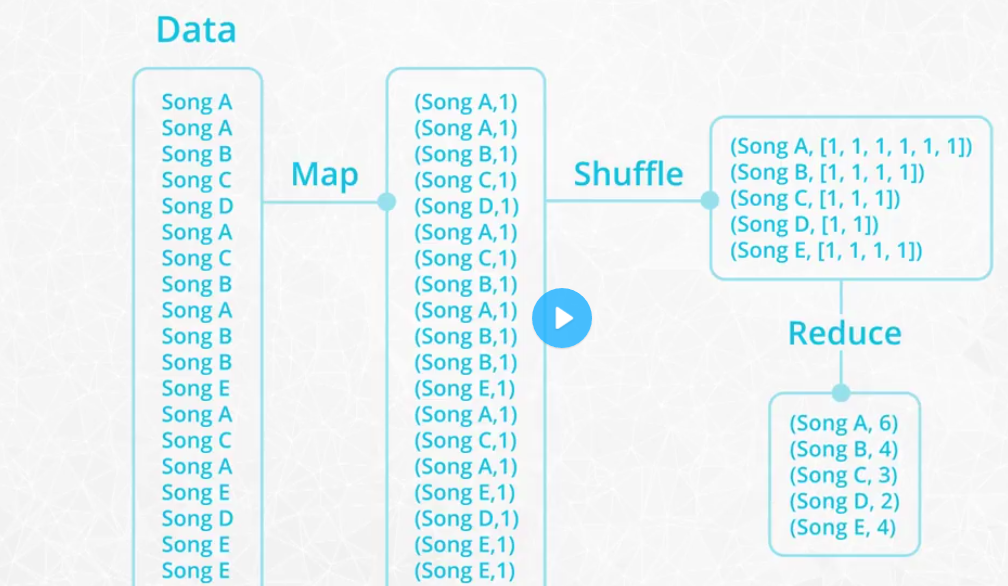 Data
Song A
Song A
Song B
Song C
Song D
Song A
Song C
Song B
Song A
Song B
Song B
Song E
Song A
Song C
Song A
Song E
Song D
Song E
Song E
Map
(Song A,1)
(Song A,1)
(Song B,1)
(Song C,1)
(Song D,1)
(Song A,1)
(Song C,1)
(Song B,1)
(Song A,1)
(Song B,1)
(Song B,1)
(Song E,1)
(Song A,1)
(Song C,1)
(Song A,1)
(Song E,1)
(Song D,1)
(Song E,1)
(Song E,1)
Shuffle
(Song A, [1, 1, 1, 1, 1, 1])
(Song B, [1, 1, 1, 1])
(Song C, [1, 1, 1])
(Song D, [1, 1])
(Song E, [1, 1, 1, 1])
Reduce
(Song A, 6)
(Song B, 4)
(Song C, 3)
(Song D, 2)
(Song E, 4)